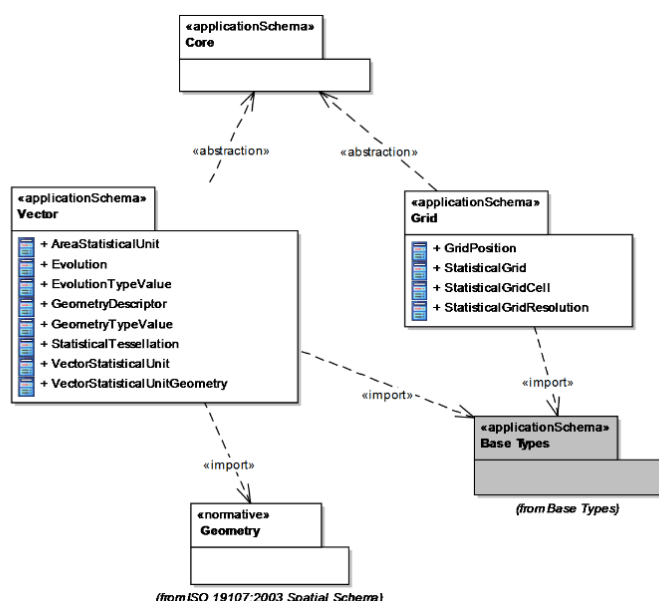 «applicationSchema»
Core
«abstraction»
«abstraction»
«applicationSchema»
Vector
+ AreaStatisticalUnit
+ Evolution
+ EvolutionTypeValue
+ GeometryDescriptor
+ GeometryTypeValue
+ StatisticalTessellation
+ VectorStatisticalUnit
+ VectorStatisticalUnitGeometry
«applicationSchema»
Grid
+ GridPosition
+ StatisticalGrid
+ StatisticalGridCell
+ StatisticalGridResolution
«import»
«import»
«import»
«applicationSchema»
Base Types
(from Base Types)
«normative»
Geometry
(from ISO 19107:2003 Spatial Schema)